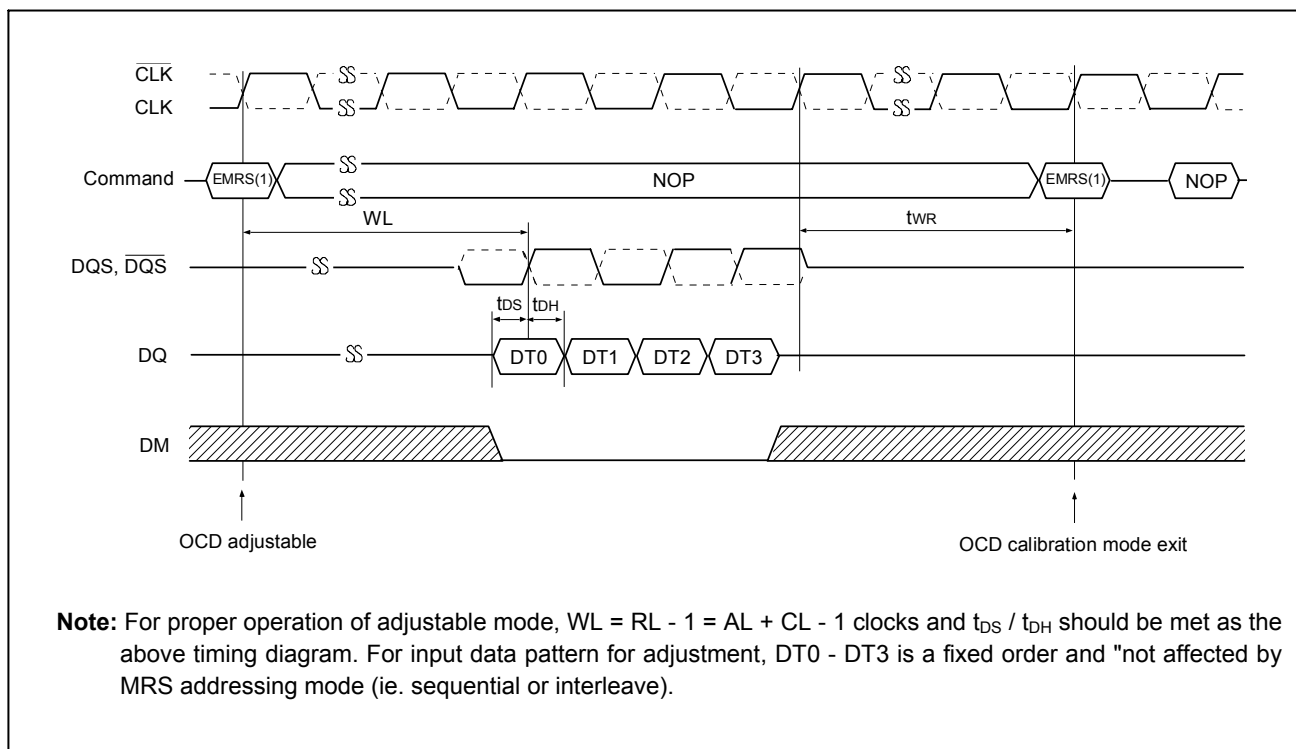 CLK
CLK
Command
EMRS(1)
NOP
EMRS(1)
NOP
WL
tWR
DQS, DQS
tDS
tDH
DQ
DT0
DT1
DT2
DT3
DM
OCD adjustable
OCD calibration mode exit
Note: For proper operation of adjustable mode, WL = RL - 1 = AL + CL - 1 clocks and tDS / tDH should be met as the
above timing diagram. For input data pattern for adjustment, DT0 - DT3 is a fixed order and "not affected by
MRS addressing mode (ie. sequential or interleave).